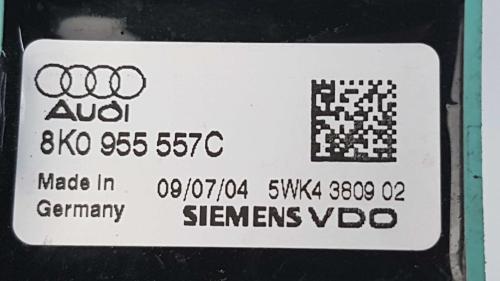 Audi
8K0 955 557C
Made In
Germany
09/07/04 5WK4 3809 02
SIEMENS VDO